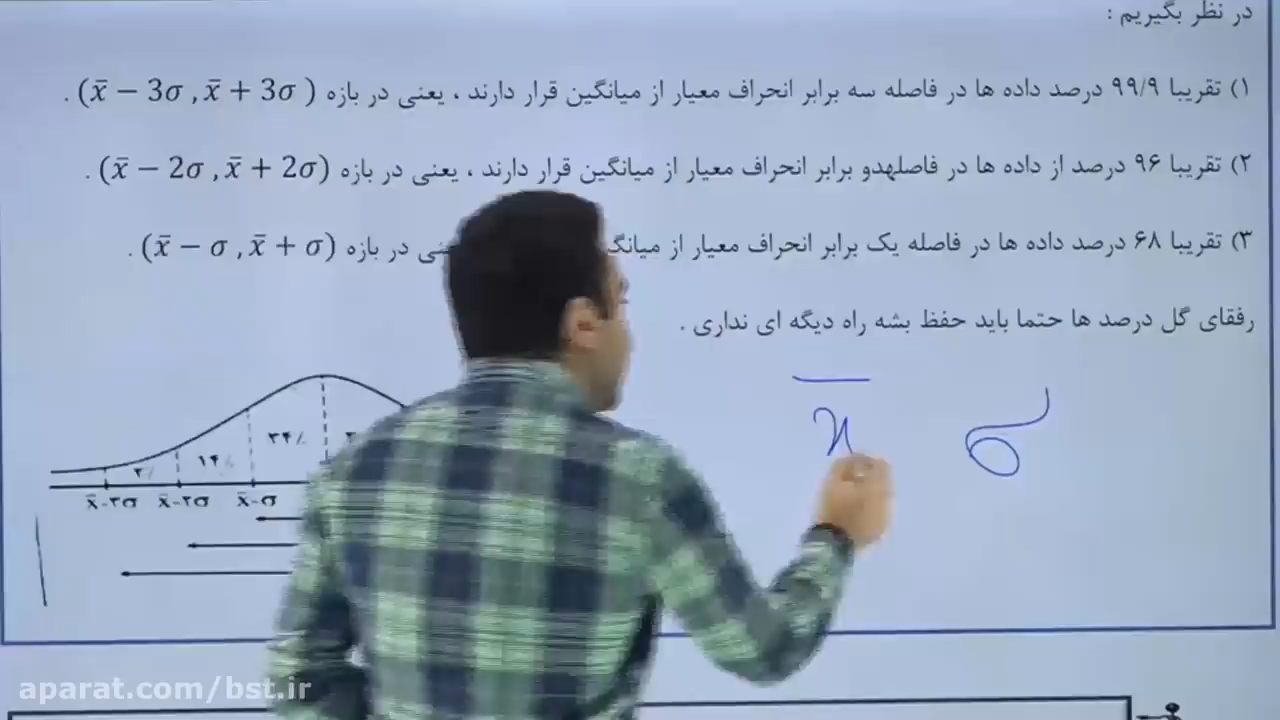 در نظر بگیریم :
۱) تقریبا ۹۹/۹ درصد داده ها در فاصله سه برابر انحراف معیار از میانگین قرار دارند ، یعنی در بازه (x̄ − 3σ , x̄ + 3σ ) .
۲) تقریبا ۹۶ درصد از داده ها در فاصلهدو برابر انحراف معیار از میانگین قرار دارند ، یعنی در بازه (x̄ − 2σ , x̄ + 2σ) .
۳) تقریبا ۶۸ درصد داده ها در فاصله یک برابر انحراف معیار از در بازه (x̄ − σ , x̄ + σ) .
رفقای گل درصد ها حتما باید حفظ بشه راه دیگه ای نداری .
x̄ σ
۲٪ ۱۴٪ ۳۴٪
x̄-۳σ x̄-۲σ x̄-σ
aparat.com/bst.ir